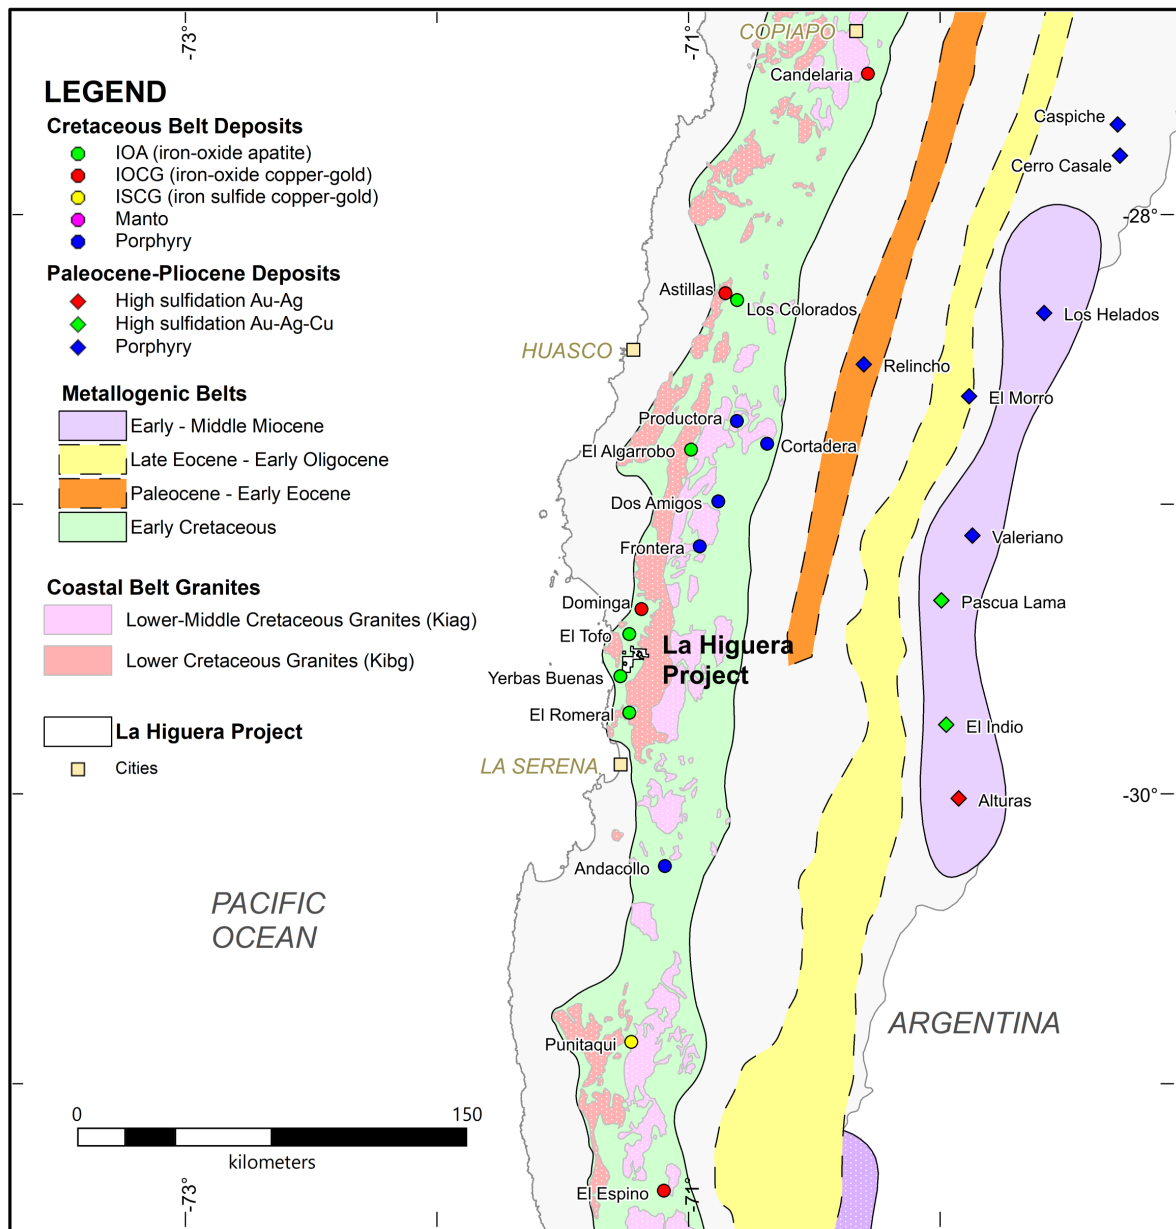 -73°
-71°
COPIAPO
Candelaria
LEGEND
Cretaceous Belt Deposits
IOA (iron-oxide apatite)
IOCG (iron-oxide copper-gold)
ISCG (iron sulfide copper-gold)
Manto
Porphyry
Paleocene-Pliocene Deposits
High sulfidation Au-Ag
High sulfidation Au-Ag-Cu
Porphyry
Metallogenic Belts
Early - Middle Miocene
Late Eocene - Early Oligocene
Paleocene - Early Eocene
Early Cretaceous
Coastal Belt Granites
Lower-Middle Cretaceous Granites (Kiag)
Lower Cretaceous Granites (Kibg)
La Higuera Project
Cities
Caspiche
Cerro Casale
-28°
Astillas
Los Colorados
Los Helados
HUASCO
Relincho
El Morro
Productora
El Algarrobo
Cortadera
Dos Amigos
Frontera
Valeriano
Dominga
Pascua Lama
El Tofo
La Higuera
Project
Yerbas Buenas
El Romeral
El Indio
LA SERENA
-30°
Alturas
Andacollo
PACIFIC
OCEAN
ARGENTINA
Punitaqui
0
150
kilometers
El Espino
-73°
-71°